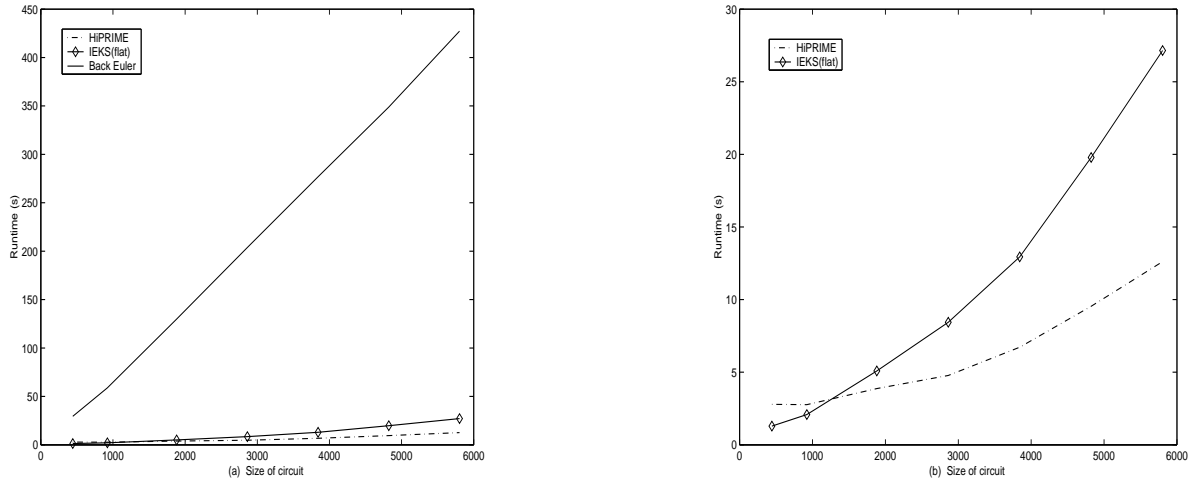 450
400
350
300
250
200
150
100
50
0
Runtime (s)
HiPRIME
IEKS(flat)
Back Euler
0 1000 2000 3000 4000 5000 6000
(a) Size of circuit
30
25
20
15
10
5
0
Runtime (s)
HiPRIME
IEKS(flat)
0 1000 2000 3000 4000 5000 6000
(b) Size of circuit